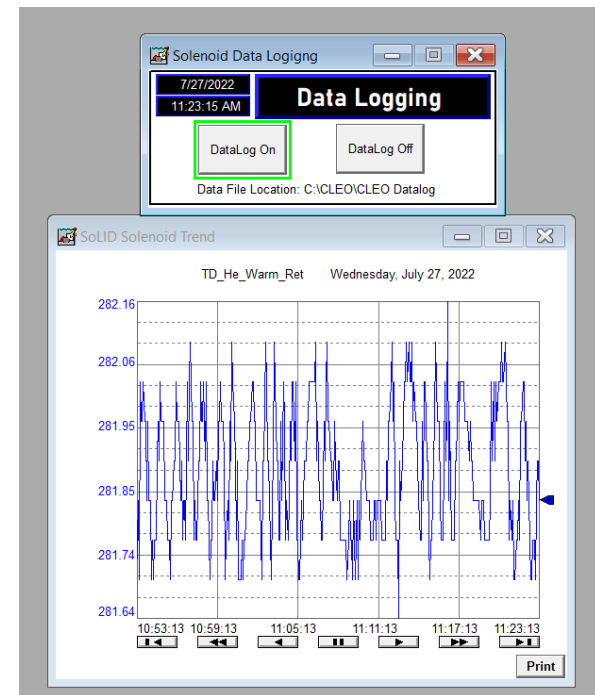 Solenoid Data Logigng
7/27/2022
11:23:15 AM
Data Logging
DataLog On
DataLog Off
Data File Location: C:\CLEO\CLEO Datalog
SoLID Solenoid Trend
TD_He_Warm_Ret Wednesday, July 27, 2022
282.16
282.06
281.95
281.85
281.74
281.64
10:53:13 10:59:13 11:05:13 11:11:13 11:17:13 11:23:13
Print